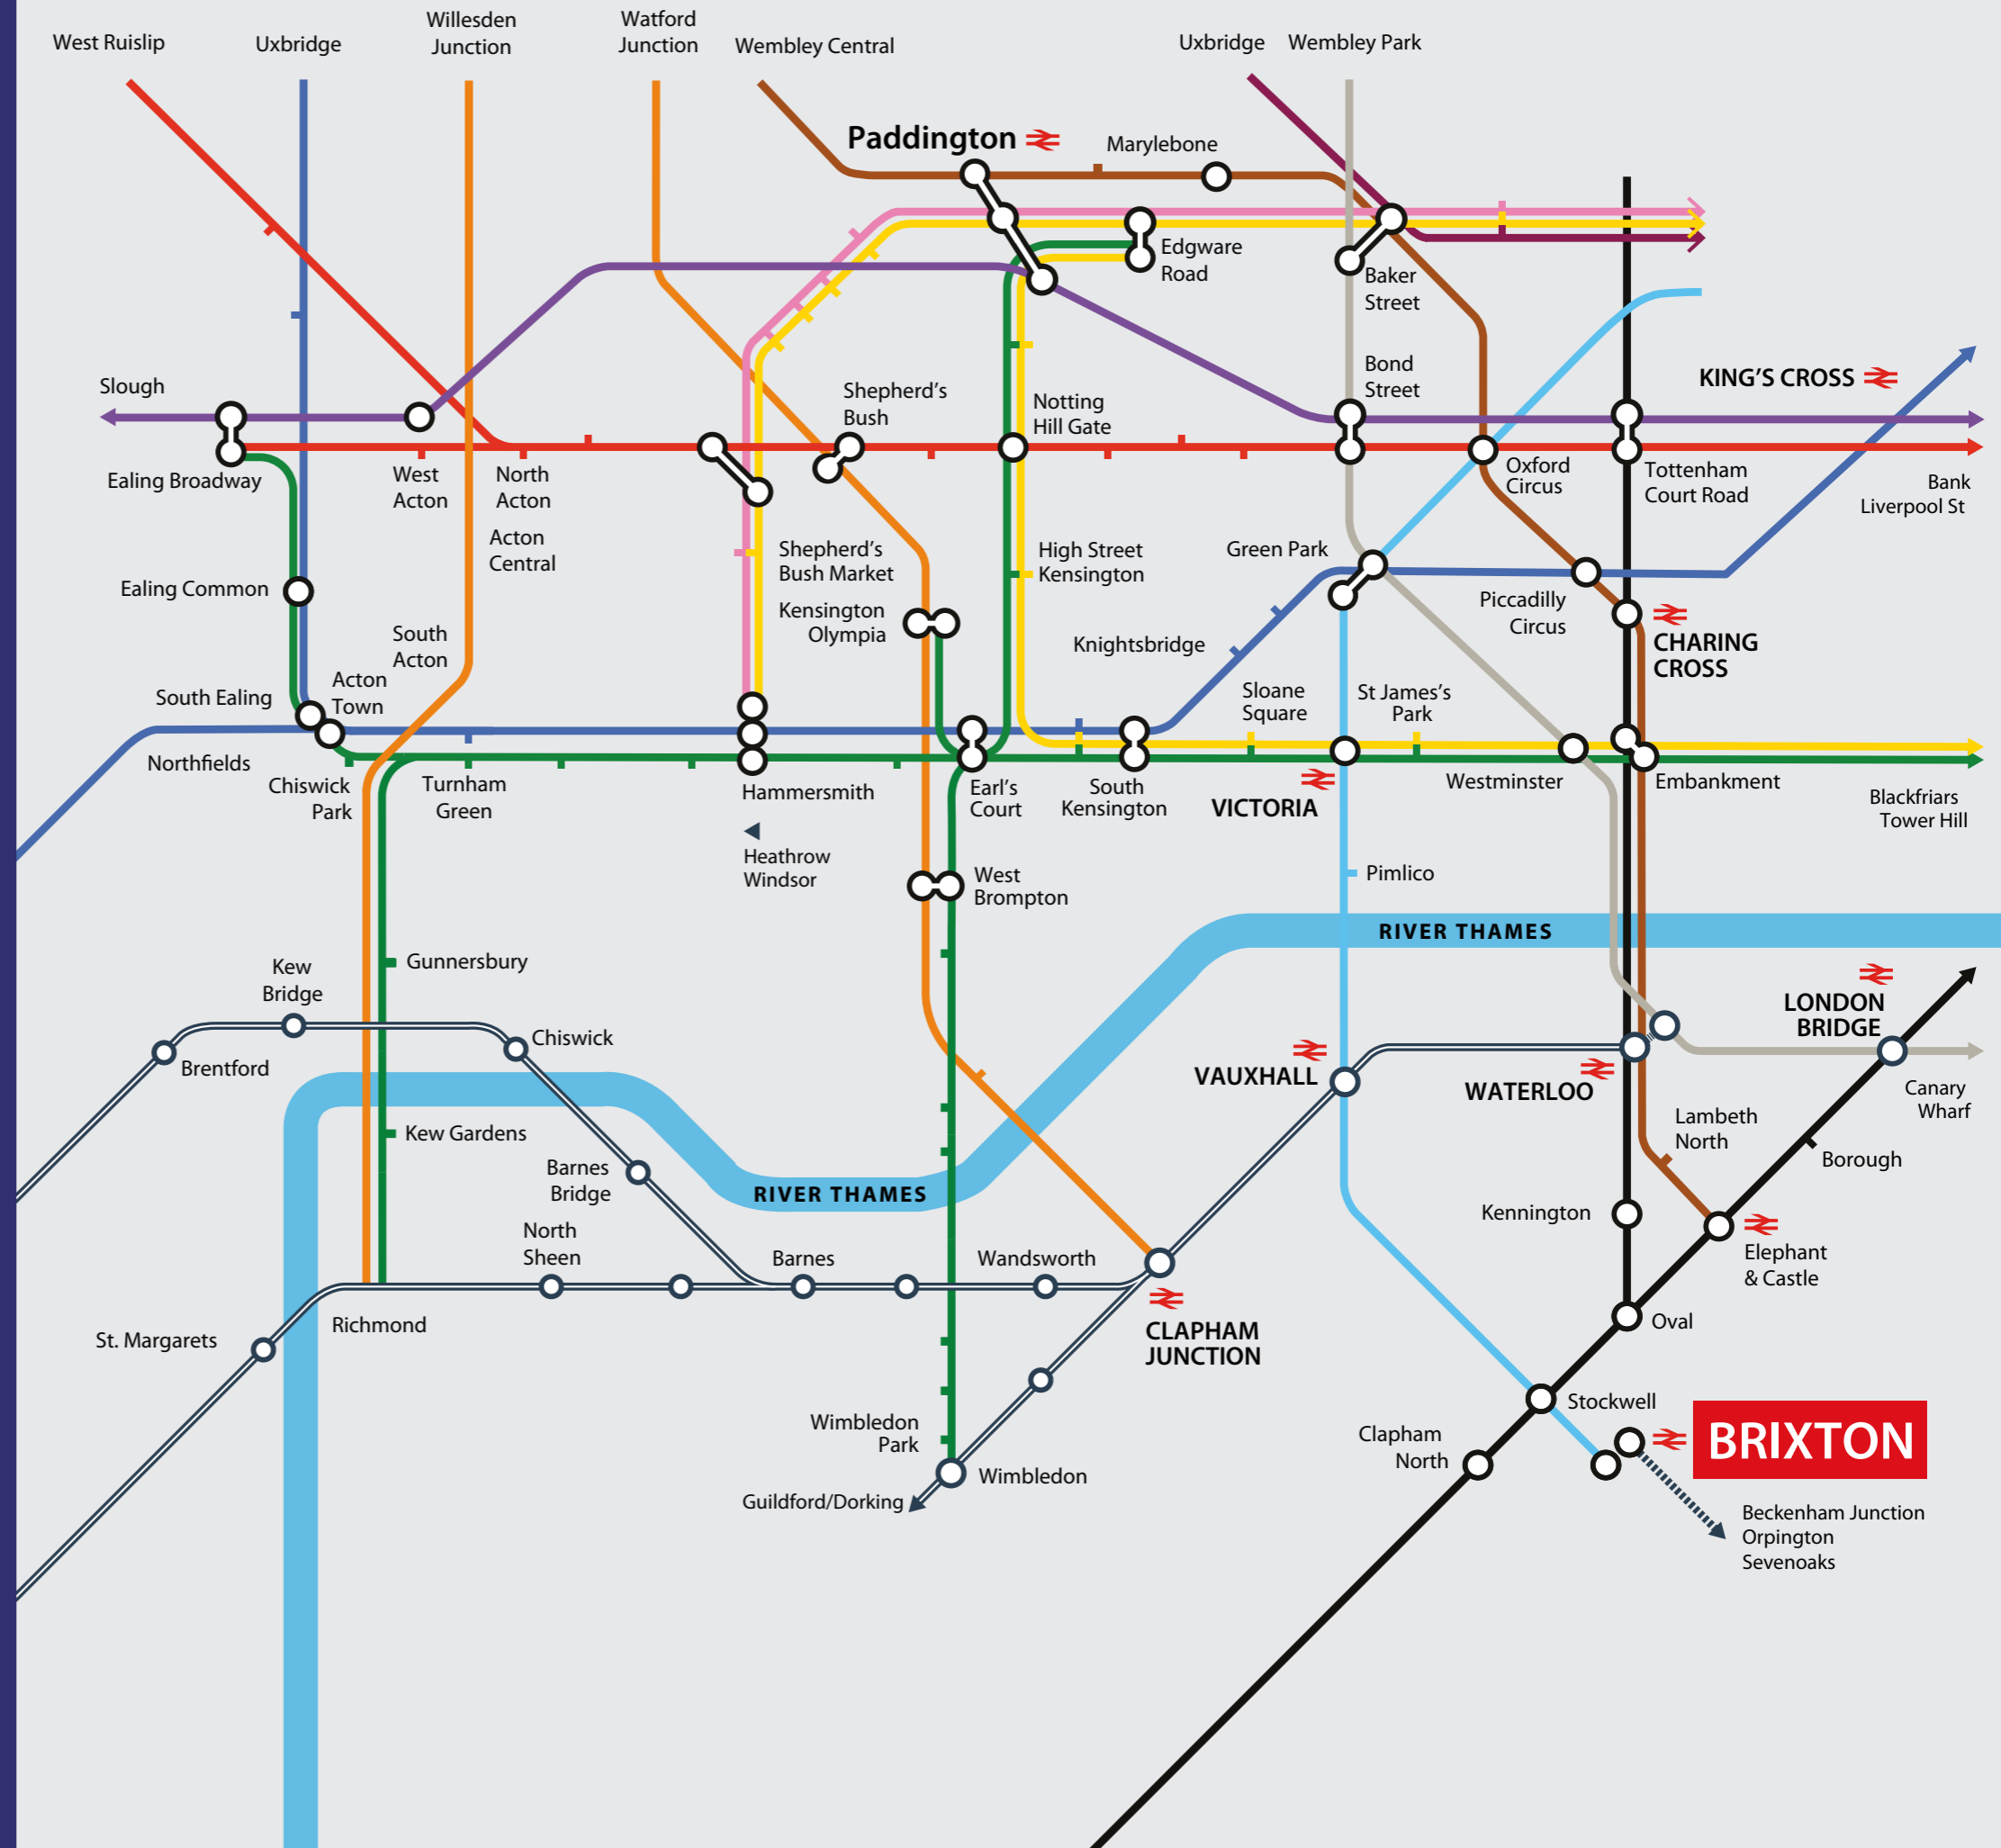 West Ruislip
Uxbridge
Willesden
Junction
Watford
Junction
Wembley Central
Uxbridge
Wembley Park
Paddington
Marylebone
Edgware
Road
Baker
Street
Slough
Ealing Broadway
West
Acton
North
Acton
Acton
Central
Shepherd's
Bush
Notting
Hill Gate
Bond
Street
KING'S CROSS
Oxford
Circus
Tottenham
Court Road
Bank
Liverpool St
Ealing Common
Shepherd's
Bush Market
Kensington
Olympia
High Street
Kensington
Green Park
Piccadilly
Circus
CHARING
CROSS
Knightsbridge
South
Acton
South Ealing
Acton
Town
Northfields
Chiswick
Park
Turnham
Green
Hammersmith
Heathrow
Windsor
Earl's
Court
South
Kensington
Sloane
Square
St James's
Park
VICTORIA
Westminster
Embankment
Blackfriars
Tower Hill
West
Brompton
Pimlico
RIVER THAMES
Gunnersbury
Kew
Bridge
Brentford
Chiswick
Kew Gardens
Barnes
Bridge
RIVER THAMES
VAUXHALL
WATERLOO
LONDON
BRIDGE
Canary
Wharf
Lambeth
North
Borough
Kennington
Elephant
& Castle
Oval
North
Sheen
Barnes
Wandsworth
Richmond
St. Margarets
CLAPHAM
JUNCTION
Wimbledon
Park
Wimbledon
Guildford/Dorking
Clapham
North
Stockwell
BRIXTON
Beckenham Junction
Orpington
Sevenoaks